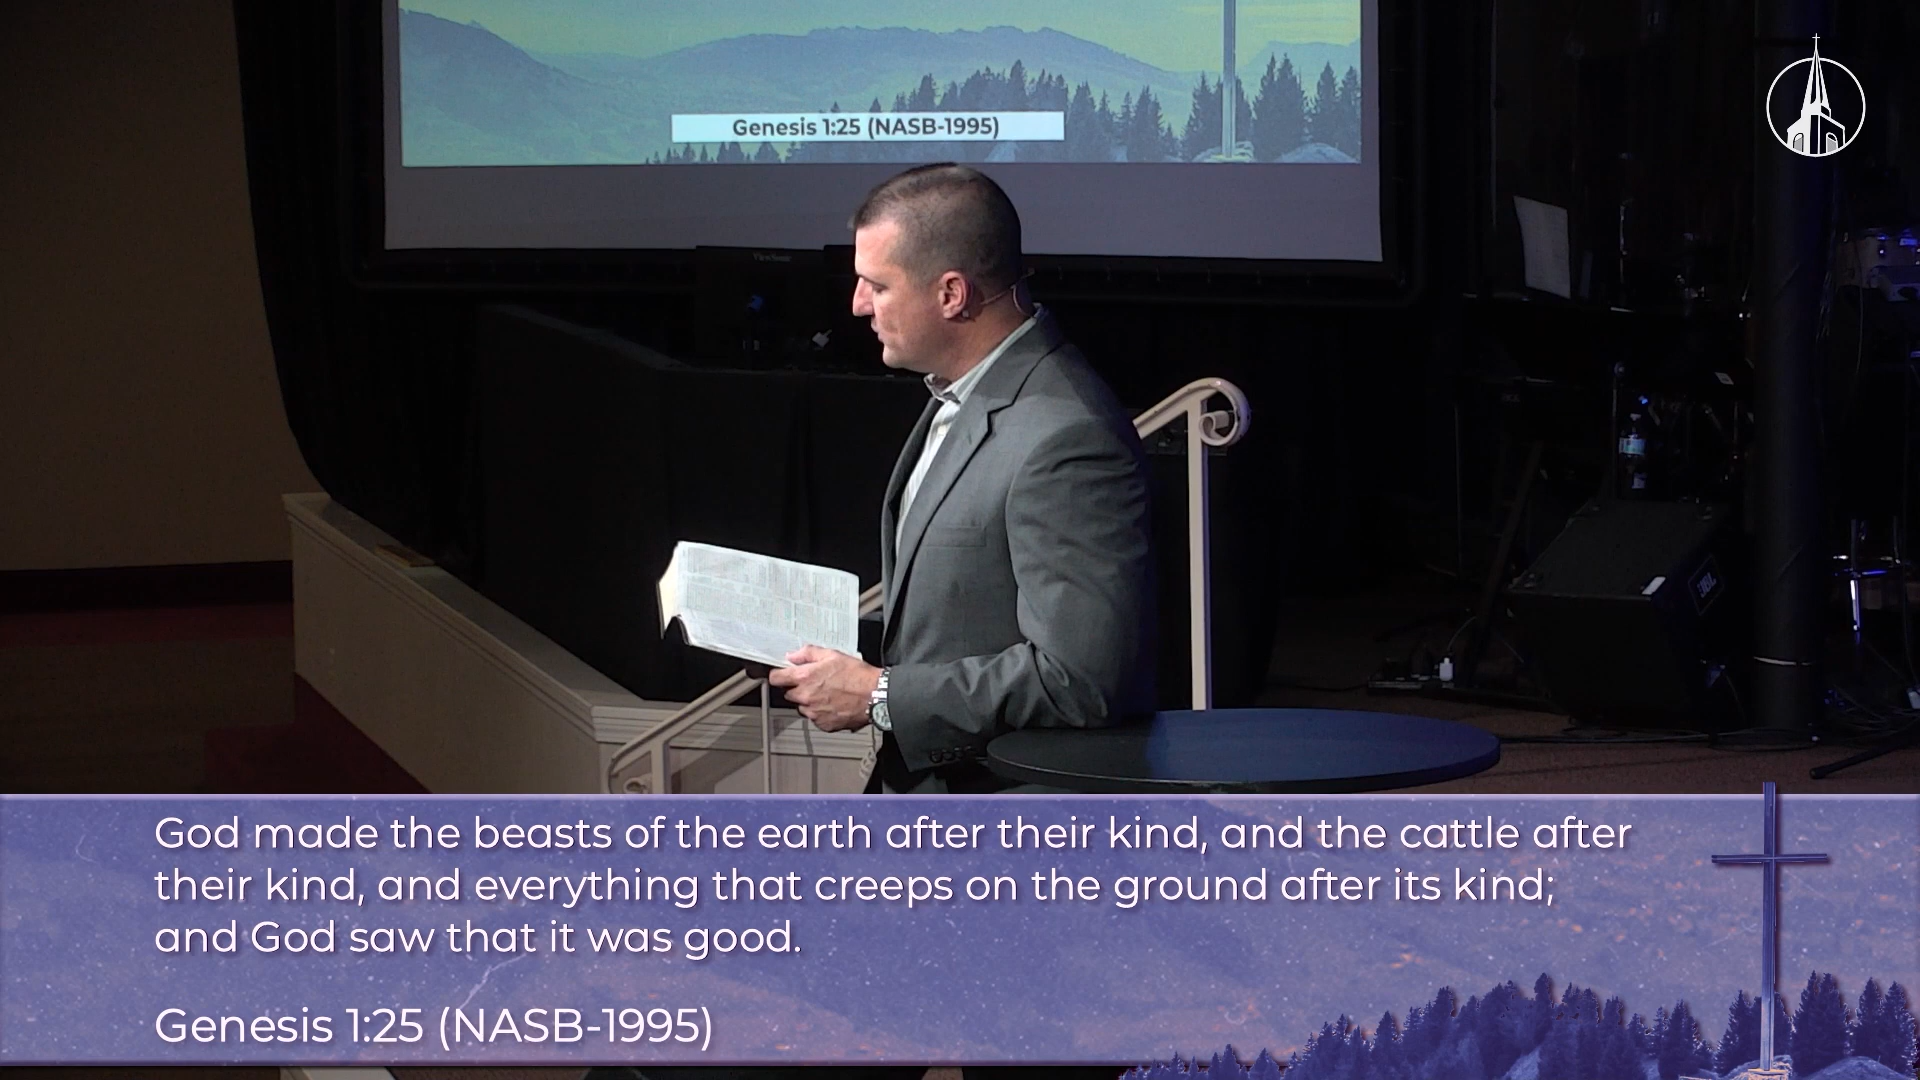 Genesis 1:25 (NASB-1995)
ViewSonic
JBL
God made the beasts of the earth after their kind, and the cattle after
their kind, and everything that creeps on the ground after its kind;
and God saw that it was good.
Genesis 1:25 (NASB-1995)